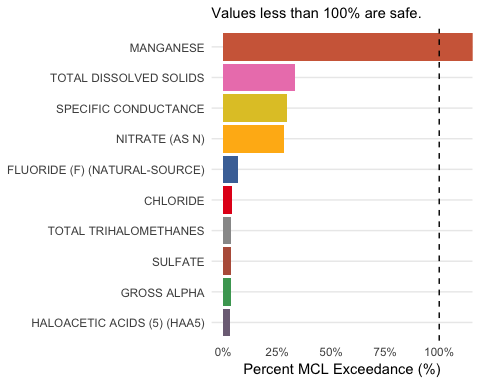 Values less than 100% are safe.
MANGANESE
TOTAL DISSOLVED SOLIDS
SPECIFIC CONDUCTANCE
NITRATE (AS N)
FLUORIDE (F) (NATURAL-SOURCE)
CHLORIDE
TOTAL TRIHALOMETHANES
SULFATE
GROSS ALPHA
HALOACETIC ACIDS (5) (HAA5)
0% 25% 50% 75% 100%
Percent MCL Exceedance (%)